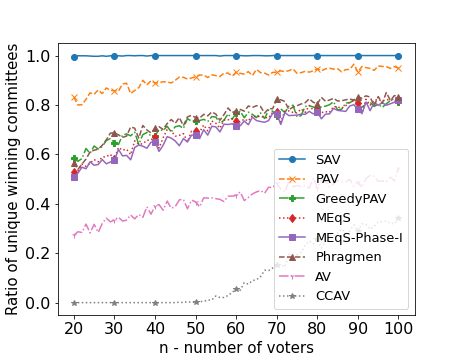 Ratio of unique winning committees
1.0
0.8
0.6
0.4
0.2
0.0
SAV
PAV
GreedyPAV
MEqS
MEqS-Phase-I
Phragmen
AV
CCAV
20 30 40 50 60 70 80 90 100
n - number of voters